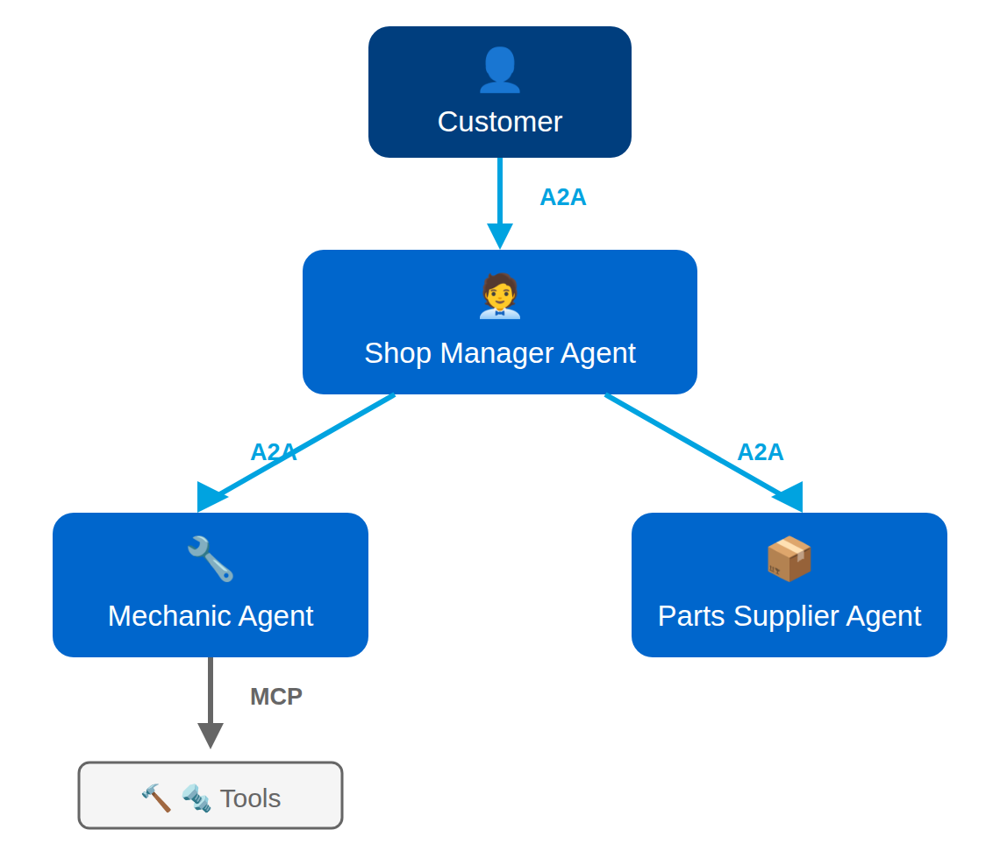 Customer
A2A
Shop Manager Agent
A2A
A2A
Mechanic Agent
Parts Supplier Agent
MCP
Tools